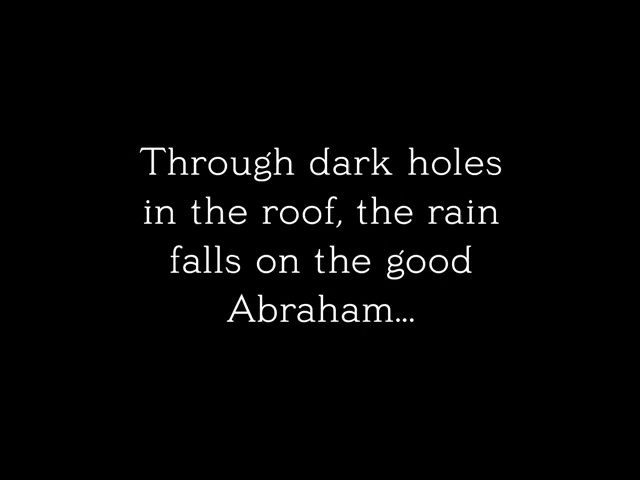 Through dark holes
in the roof, the rain
falls on the good
Abraham...